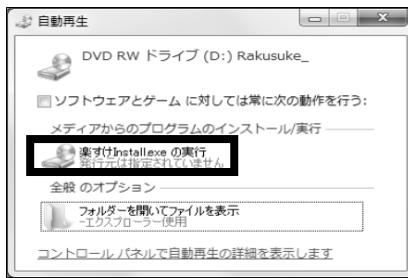 自動再生
DVD RW ドライブ (D:) Rakusuke_
ソフトウェアとゲーム に対しては常に次の動作を行う:
メディアからのプログラムのインストール/実行
楽すけInstall.exe の実行
発行元は指定されていません
全般 のオプション
フォルダーを開いてファイルを表示
-エクスプローラー使用
コントロール パネルで自動再生の詳細を表示します